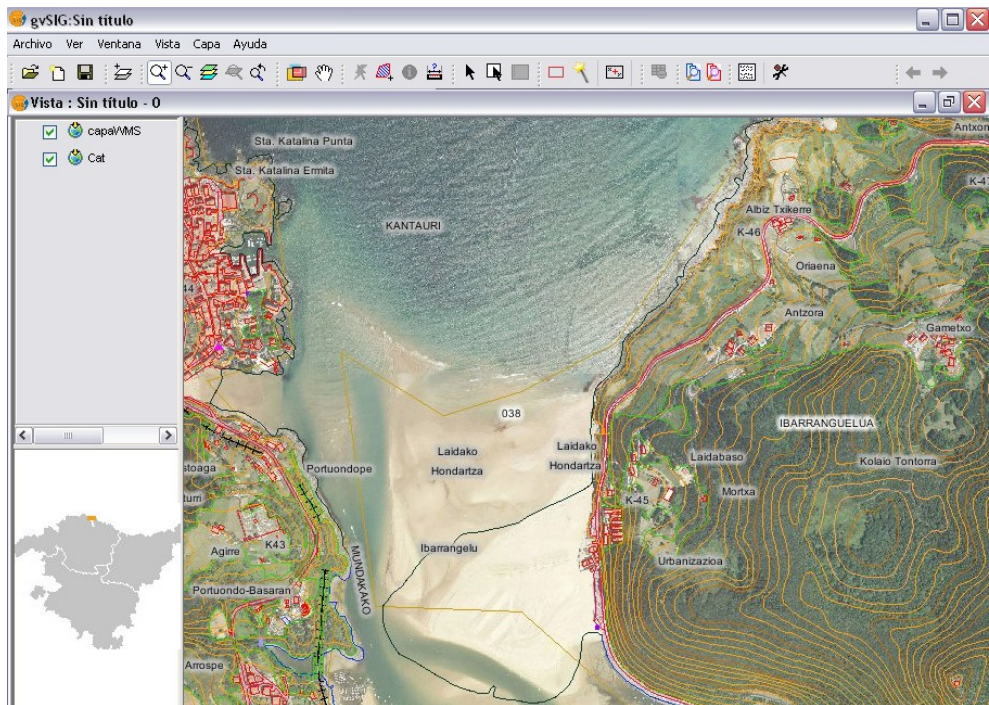 gvSIG:Sin título
Archivo Ver Ventana Vista Capa Ayuda
Vista : Sin título - 0
capaWMS
Cat
Sta. Katalina Punta
Sta. Katalina Ermita
KANTAURI
Albiz Txikerre
K-46
Oriaena
Antzora
Gametxo
038
IBARRANGUELUA
Laidako
Hondartza
Laidako
Hondartza
Laidabaso
Kolaio Tontorra
Portuondope
K-45
Mortxa
K43
Agirre
Ibarrangelu
Urbanizazioa
MUNDAKAKO
Portuondo-Basaran
Arrospe